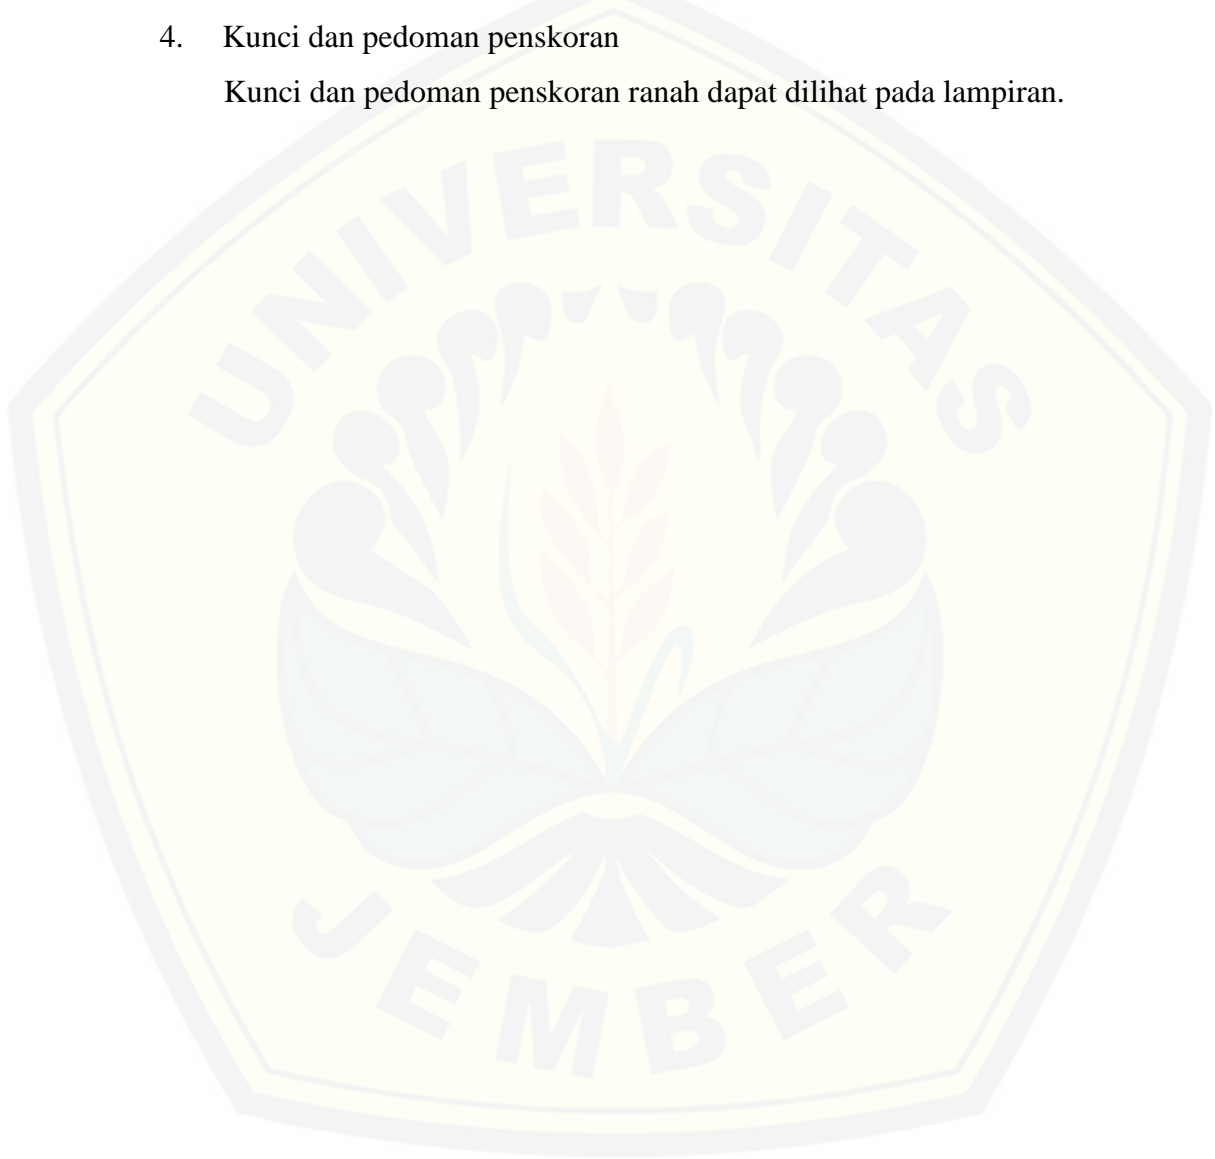 4. Kunci dan pedoman penskoran
Kunci dan pedoman penskoran ranah dapat dilihat pada lampiran.
UNIVERSITAS
JEMBER